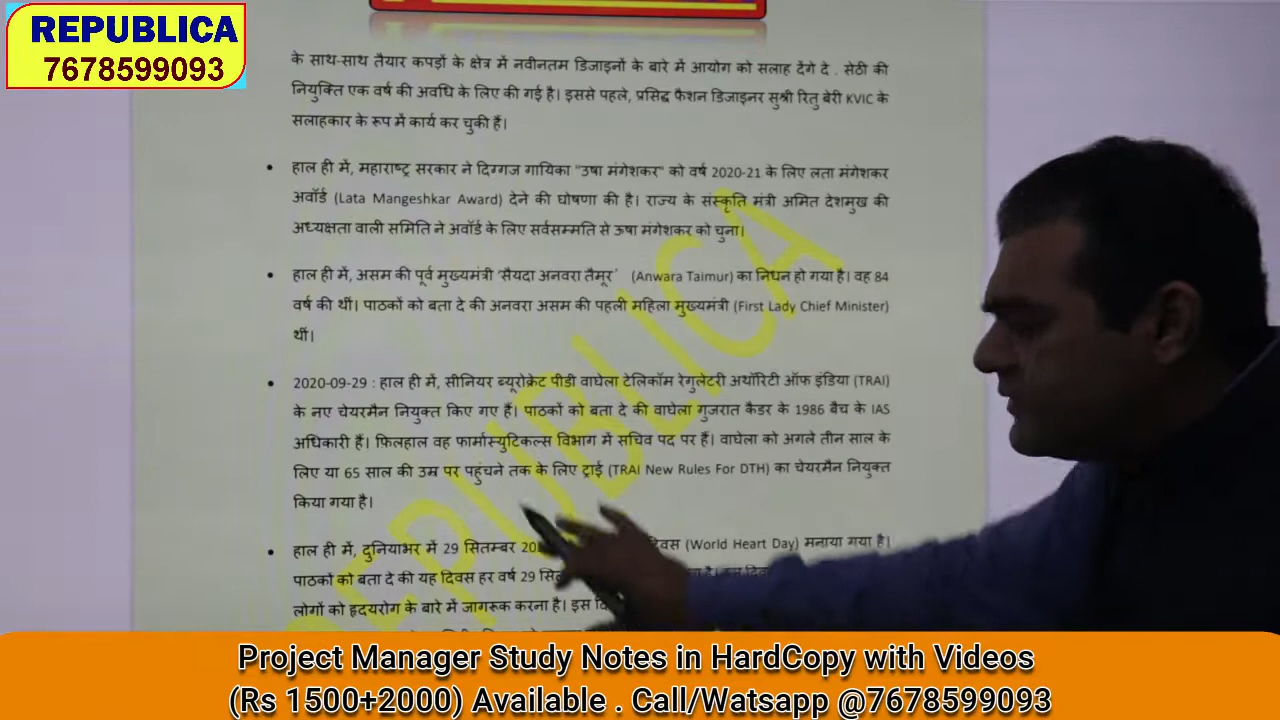 REPUBLICA
7678599093
के साथ-साथ तैयार कपड़ों के क्षेत्र में नवीनतम डिजाइनों के बारे में आयोग को सलाह देंगे दे . सेठी की
नियुक्ति एक वर्ष की अवधि के लिए की गई है। इससे पहले, प्रसिद्ध फैशन डिजाइनर सुश्री रितु बेरी KVIC के
सलाहकार के रूप में कार्य कर चुकी हैं।
हाल ही में, महाराष्ट्र सरकार ने दिग्गज गायिका "उषा मंगेशकर" को वर्ष 2020-21 के लिए लता मंगेशकर
अवॉर्ड (Lata Mangeshkar Award) देने की घोषणा की है। राज्य के संस्कृति मंत्री अमित देशमुख की
अध्यक्षता वाली समिति ने अवॉर्ड के लिए सर्वसम्मति से ऊषा मंगेशकर को चुना।
हाल ही में, असम की पूर्व मुख्यमंत्री 'सैयदा अनवरा तैमूर' (Anwara Taimur) का निधन हो गया है। वह 84
वर्ष की थीं। पाठकों को बता दे की अनवरा असम की पहली महिला मुख्यमंत्री (First Lady Chief Minister)
थीं।
2020-09-29 : हाल ही में, सीनियर ब्यूरोक्रेट पीडी वाघेला टेलिकॉम रेगुलेटरी अथॉरिटी ऑफ इंडिया (TRAI)
के नए चेयरमैन नियुक्त किए गए हैं। पाठकों को बता दे की वाघेला गुजरात कैडर के 1986 बैच के IAS
अधिकारी हैं। फिलहाल वह फार्मास्युटिकल्स विभाग में सचिव पद पर हैं। वाघेला को अगले तीन साल के
लिए या 65 साल की उम्र पर पहुंचने तक के लिए ट्राई (TRAI New Rules For DTH) का चेयरमैन नियुक्त
किया गया है।
हाल ही में, दुनियाभर में 29 सितम्बर (World Heart Day) मनाया गया है।
पाठकों को बता दे की यह दिवस हर वर्ष 29
लोगों को हृदयरोग के बारे में जागरूक करना है। इस
REPUBLICA
Project Manager Study Notes in HardCopy with Videos
(Rs 1500+2000) Available . Call/Watsapp @7678599093